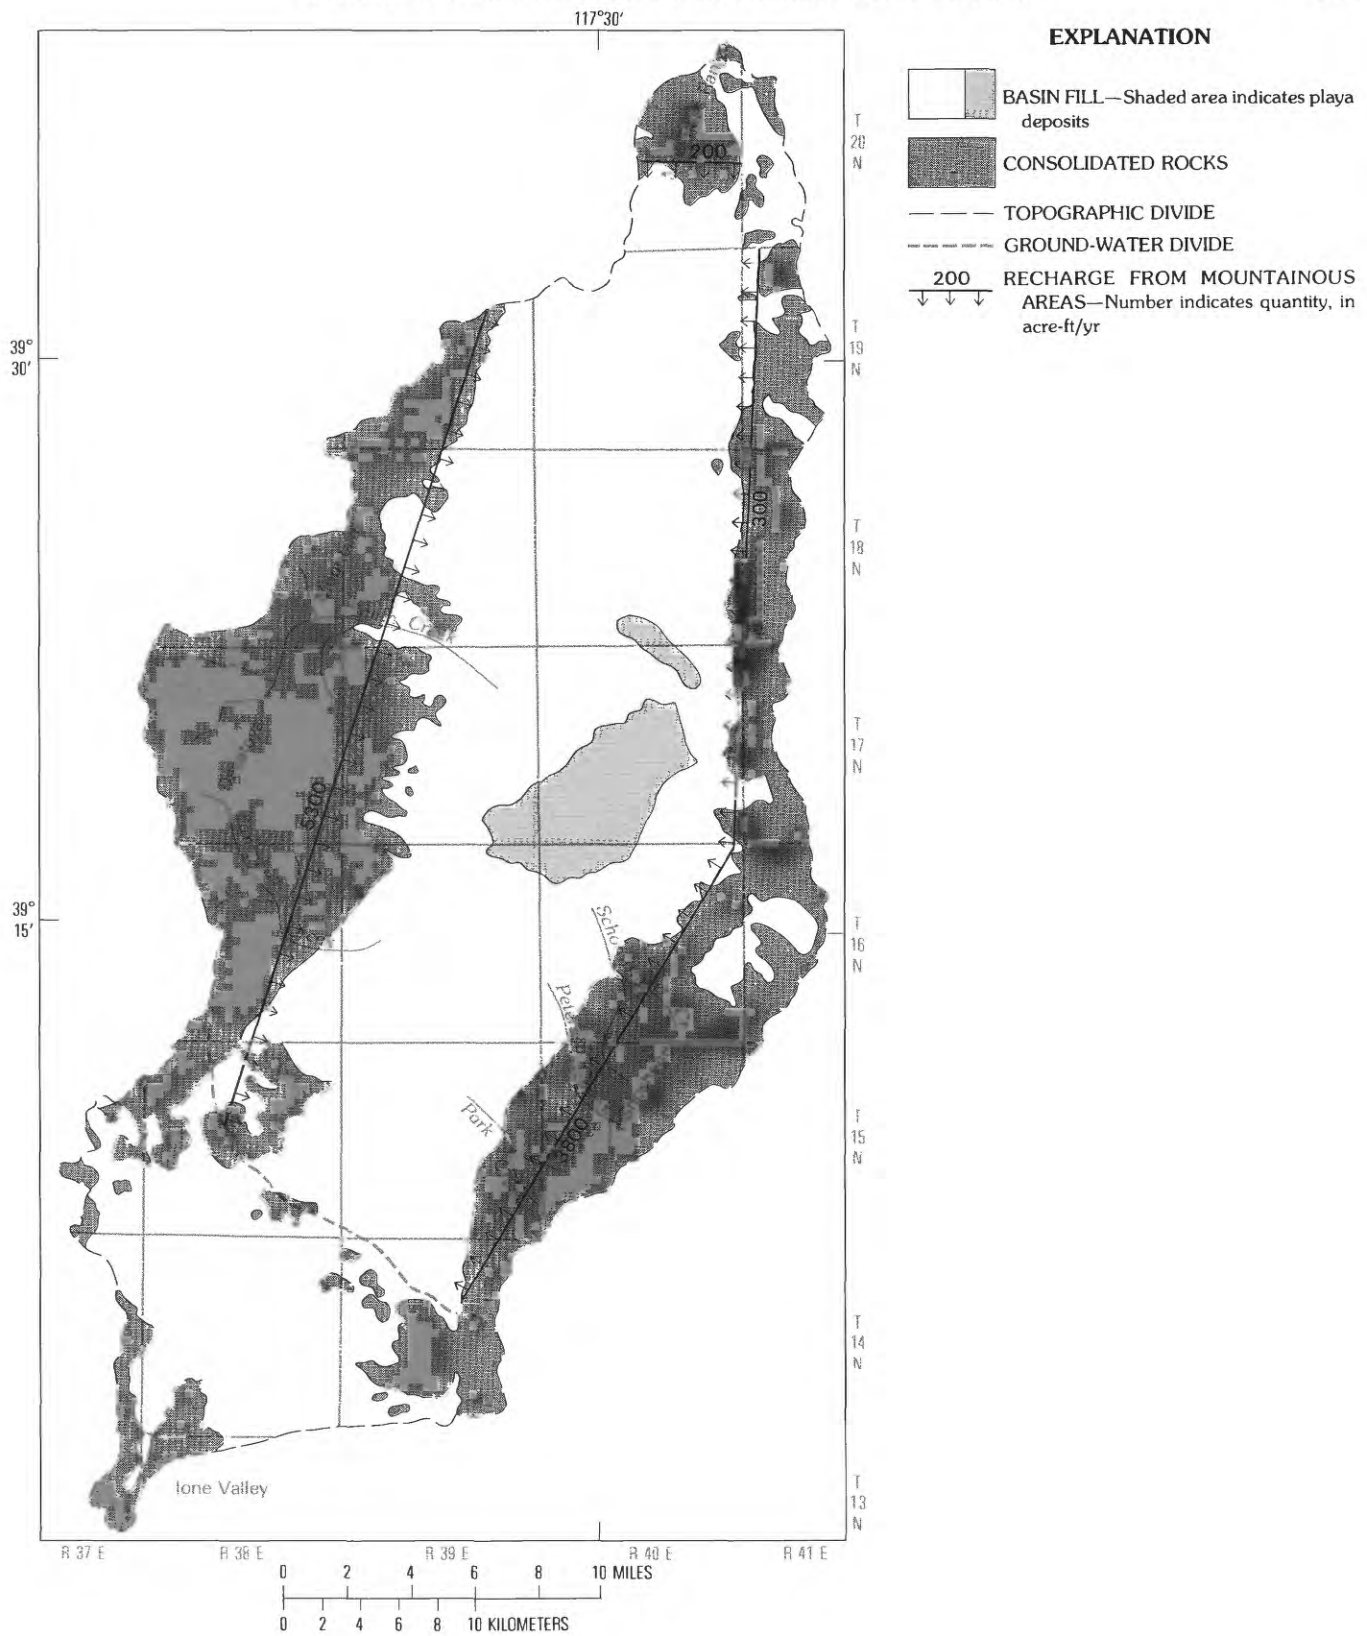 117°30′
EXPLANATION
BASIN FILL—Shaded area indicates playa
deposits
CONSOLIDATED ROCKS
TOPOGRAPHIC DIVIDE
GROUND-WATER DIVIDE
200 RECHARGE FROM MOUNTAINOUS
AREAS—Number indicates quantity, in
acre-ft/yr
T
20
N
200
39°
30′
T
19
N
300
T
18
N
Creek
T
17
N
5300
39°
15′
T
16
N
Park
3800
T
15
N
T
14
N
Ione Valley
T
13
N
R 37 E R 38 E R 39 E R 40 E R 41 E
0 2 4 6 8 10 MILES
0 2 4 6 8 10 KILOMETERS